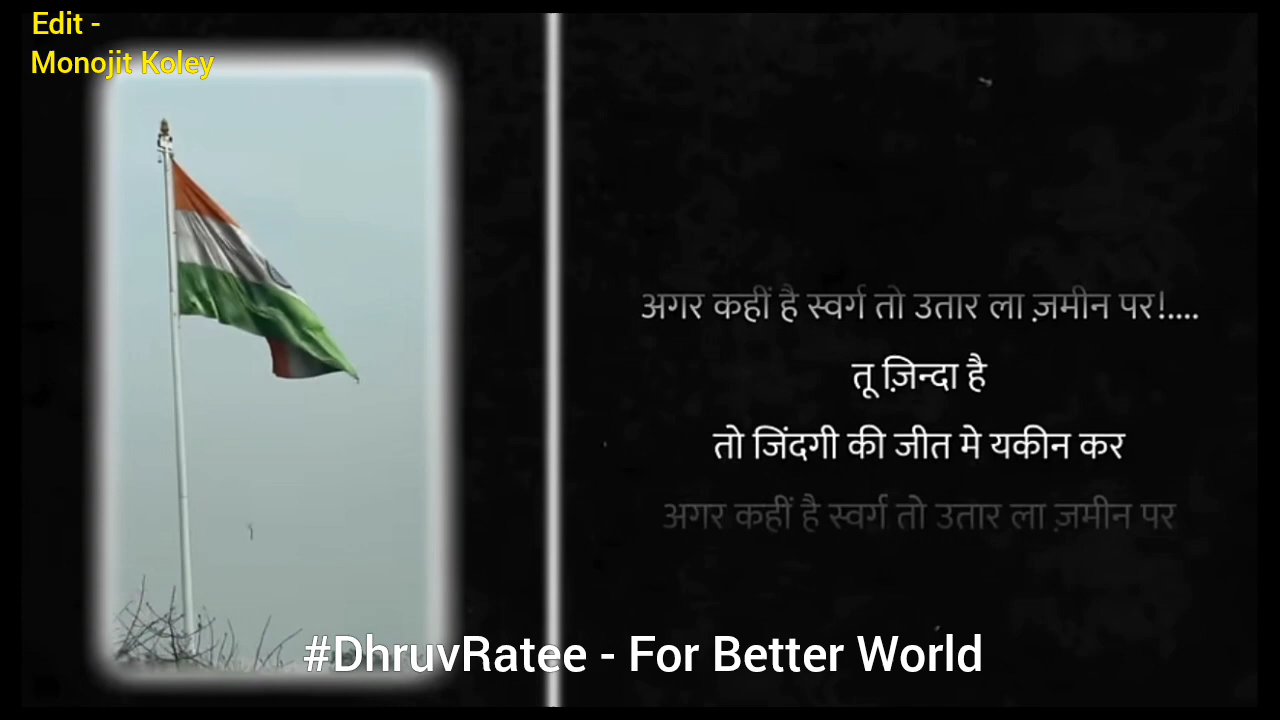 Edit -
Monojit Koley
अगर कहीं है स्वर्ग तो उतार ला ज़मीन पर!....
तू ज़िन्दा है
तो जिंदगी की जीत मे यकीन कर
अगर कहीं है स्वर्ग तो उतार ला ज़मीन पर
#DhruvRatee - For Better World